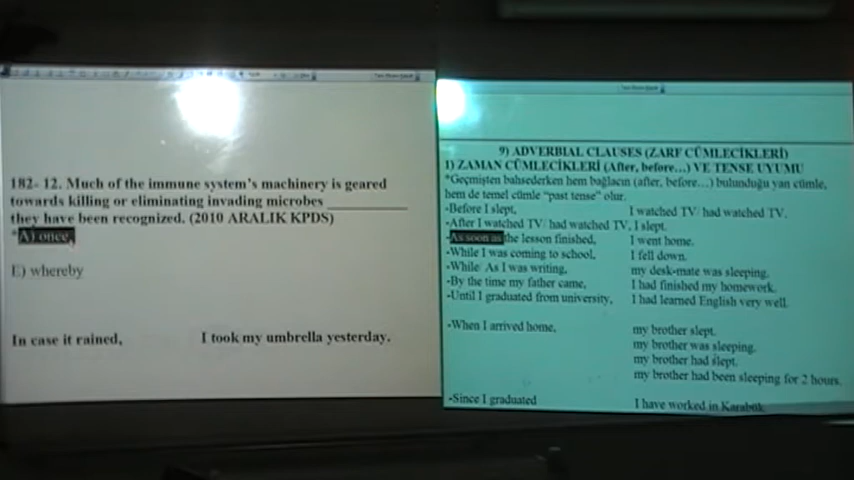 182- 12. Much of the immune system's machinery is geared
towards killing or eliminating invading microbes __________
they have been recognized. (2010 ARALIK KPDS)
*A) once
E) whereby
In case it rained, I took my umbrella yesterday.
9) ADVERBIAL CLAUSES (ZARF CÜMLECİKLERİ)
1) ZAMAN CÜMLECİKLERİ (After, before...) VE TENSE UYUMU
*Geçmişten bahsederken hem bağlacın (after, before...) bulunduğu yan cümle,
hem de temel cümle "past tense" olur.
-Before I slept, I watched TV/ had watched TV.
-After I watched TV/ had watched TV, I slept.
-As soon as the lesson finished, I went home.
-While I was coming to school, I fell down.
-While/ As I was writing, my desk-mate was sleeping.
-By the time my father came, I had finished my homework.
-Until I graduated from university, I had learned English very well.
-When I arrived home, my brother slept.
my brother was sleeping.
my brother had slept.
my brother had been sleeping for 2 hours.
-Since I graduated I have worked in Karabük.